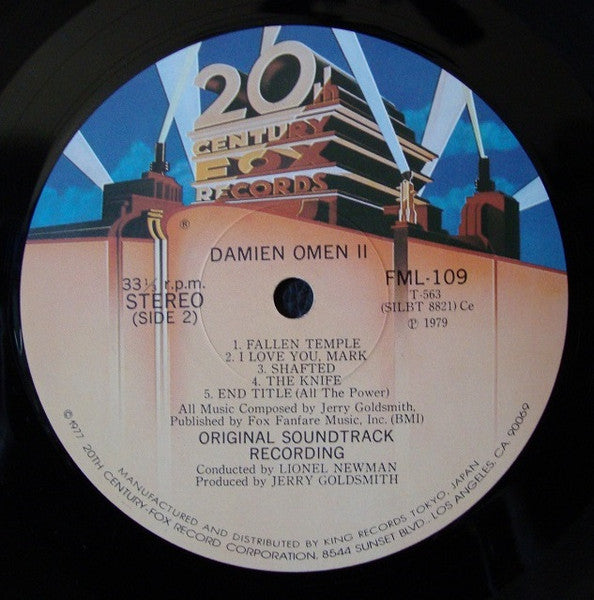 20th
CENTURY
FOX
RECORDS
®
DAMIEN OMEN II
33⅓ r.p.m.
STEREO
(SIDE 2)
FML-109
T-563
(SILBT 8821) Ce
Ⓟ 1979
1. FALLEN TEMPLE
2. I LOVE YOU, MARK
3. SHAFTED
4. THE KNIFE
5. END TITLE (All The Power)
All Music Composed by Jerry Goldsmith,
Published by Fox Fanfare Music, Inc. (BMI)
ORIGINAL SOUNDTRACK
RECORDING
Conducted by LIONEL NEWMAN
Produced by JERRY GOLDSMITH
MANUFACTURED AND DISTRIBUTED BY KING RECORDS TOKYO, JAPAN
© 1977 20TH CENTURY-FOX RECORD CORPORATION, 8544 SUNSET BLVD., LOS ANGELES, CA 90069